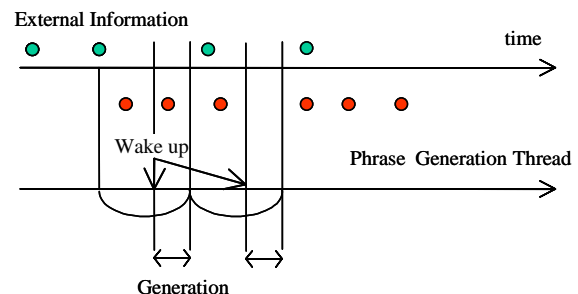 External Information
time
Wake up
Phrase Generation Thread
Generation